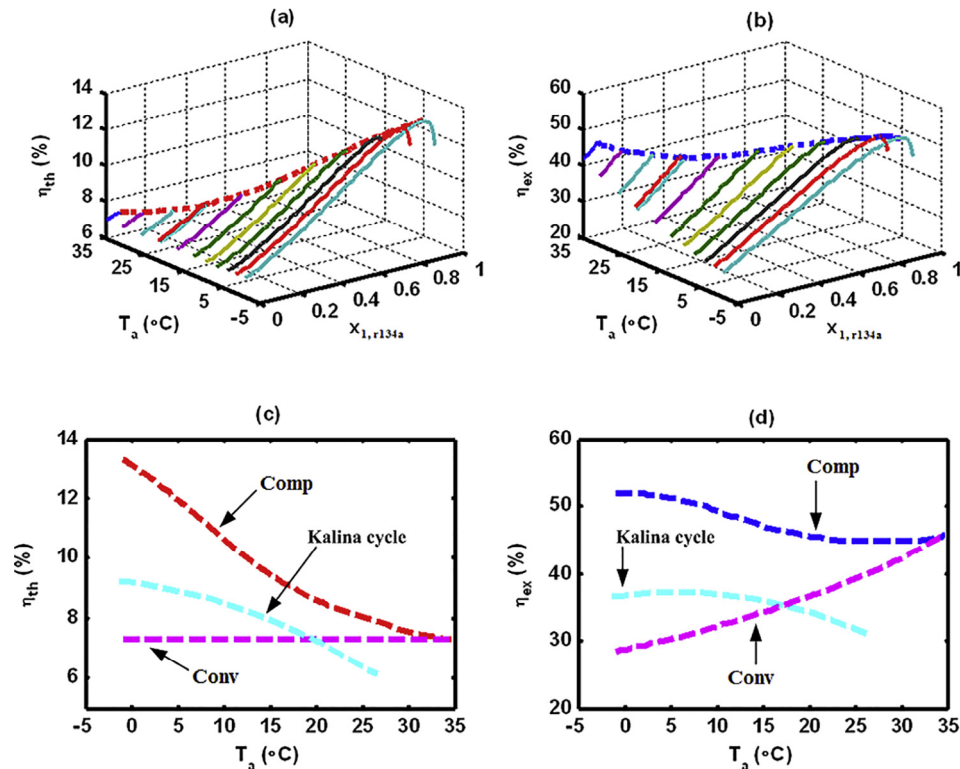 (a)
14
12
10
8
6
η_th (%)
35
25
15
5
-5
T_a (°C)
0
0.2
0.4
0.6
0.8
1
x_1,r134a
(b)
60
50
40
30
20
η_ex (%)
35
25
15
5
-5
T_a (°C)
0
0.2
0.4
0.6
0.8
1
x_1,r134a
(c)
14
12
10
8
6
η_th (%)
Comp
Kalina cycle
Conv
-5 0 5 10 15 20 25 30 35
T_a (°C)
(d)
60
50
40
30
20
η_ex (%)
Comp
Kalina cycle
Conv
-5 0 5 10 15 20 25 30 35
T_a (°C)